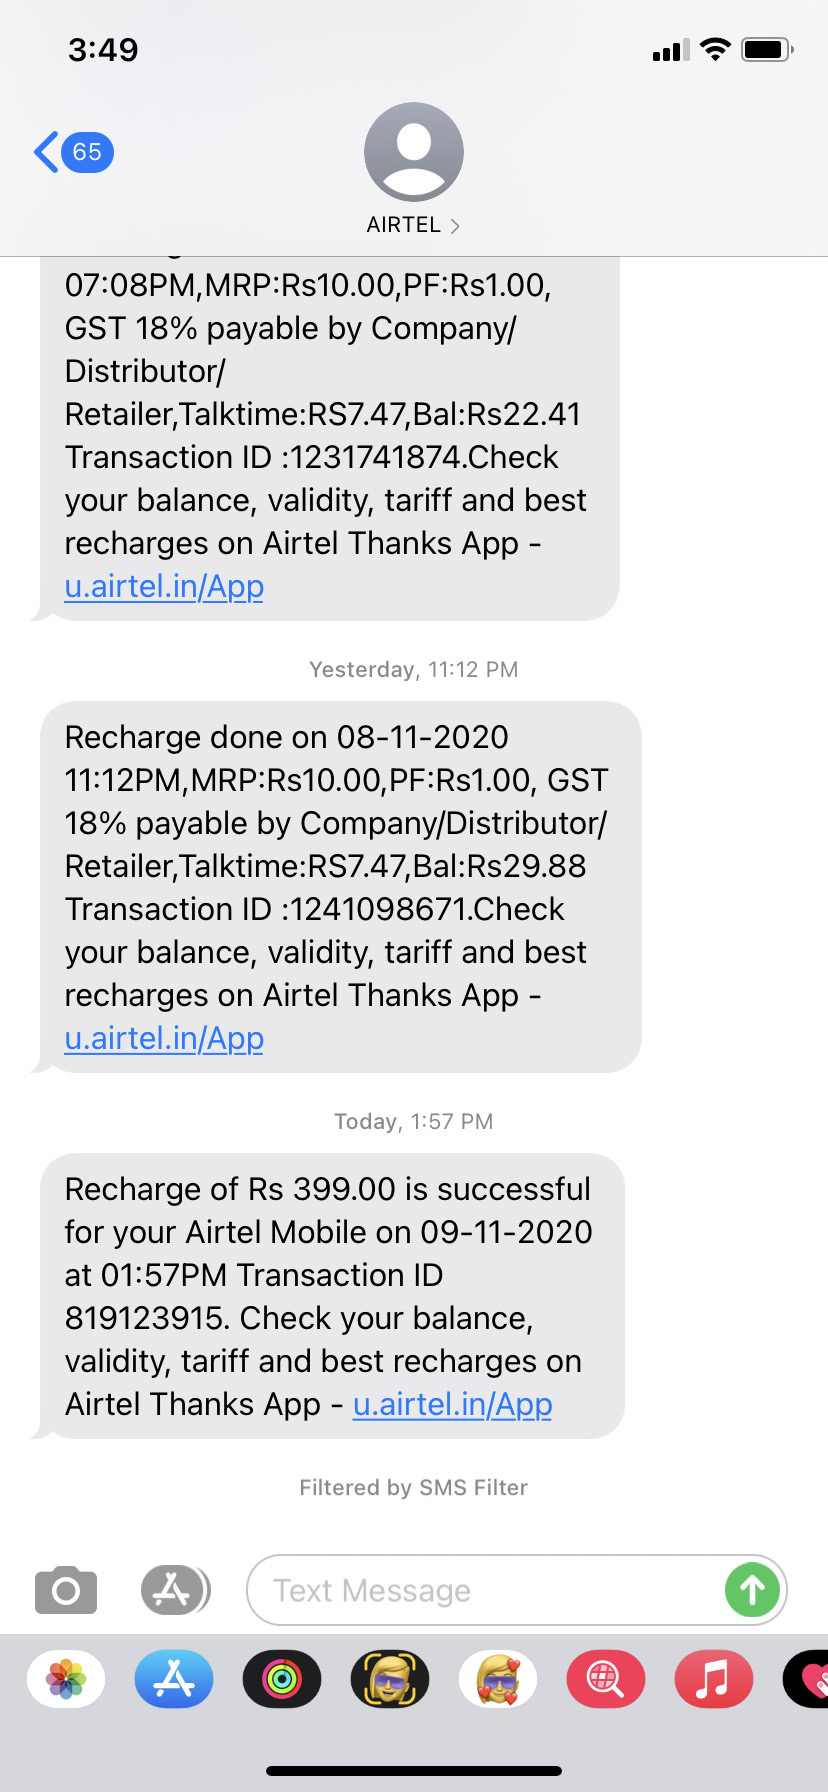 3:49
65
AIRTEL
07:08PM,MRP:Rs10.00,PF:Rs1.00,
GST 18% payable by Company/
Distributor/
Retailer,Talktime:RS7.47,Bal:Rs22.41
Transaction ID :1231741874.Check
your balance, validity, tariff and best
recharges on Airtel Thanks App -
u.airtel.in/App
Yesterday, 11:12 PM
Recharge done on 08-11-2020
11:12PM,MRP:Rs10.00,PF:Rs1.00, GST
18% payable by Company/Distributor/
Retailer,Talktime:RS7.47,Bal:Rs29.88
Transaction ID :1241098671.Check
your balance, validity, tariff and best
recharges on Airtel Thanks App -
u.airtel.in/App
Today, 1:57 PM
Recharge of Rs 399.00 is successful
for your Airtel Mobile on 09-11-2020
at 01:57PM Transaction ID
819123915. Check your balance,
validity, tariff and best recharges on
Airtel Thanks App - u.airtel.in/App
Filtered by SMS Filter
Text Message